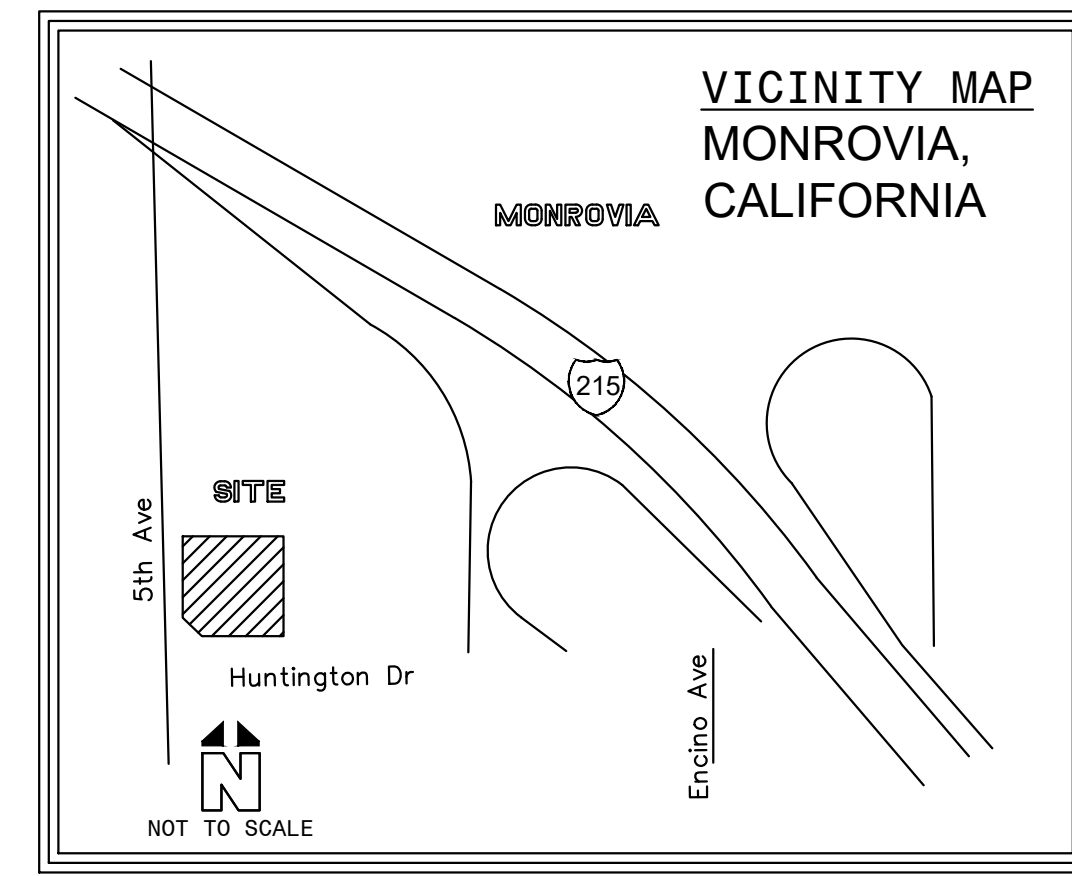 VICINITY MAP
MONROVIA,
CALIFORNIA
MONROVIA
215
SITE
5th Ave
Huntington Dr
Encino Ave
N
NOT TO SCALE